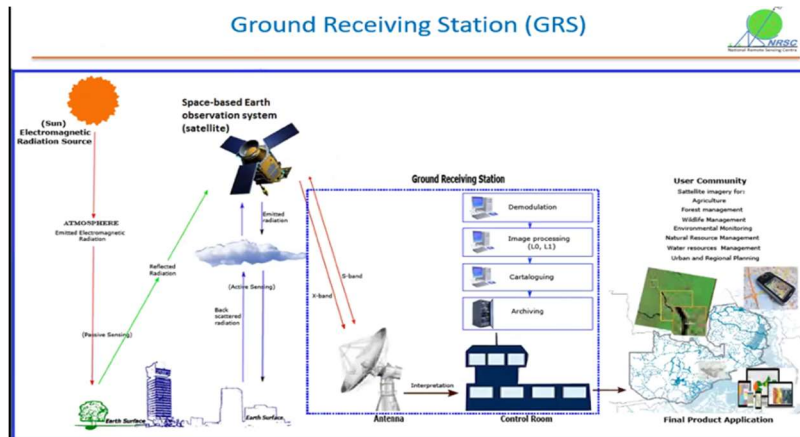 Ground Receiving Station (GRS)
NRSC
National Remote Sensing Centre
(Sun)
Electromagnetic
Radiation Source
Space-based Earth
observation system
(satellite)
ATMOSPHERE
Emitted Electromagnetic
Radiation
Reflected
Radiation
Emitted
radiation
(Active Sensing)
Back
scattered
radiation
(Passive Sensing)
Earth Surface
Earth Surface
X-band
S-band
Ground Receiving Station
Demodulation
Image processing
(L0, L1)
Cartaloguing
Archiving
Antenna
Interpretation
Control Room
User Community
Sattellite imagery for:
Agriculture
Forest management
Wildlife Management
Environmental Monitoring
Natural Resource Management
Water resources Management
Urban and Regional Planning
Final Product Application